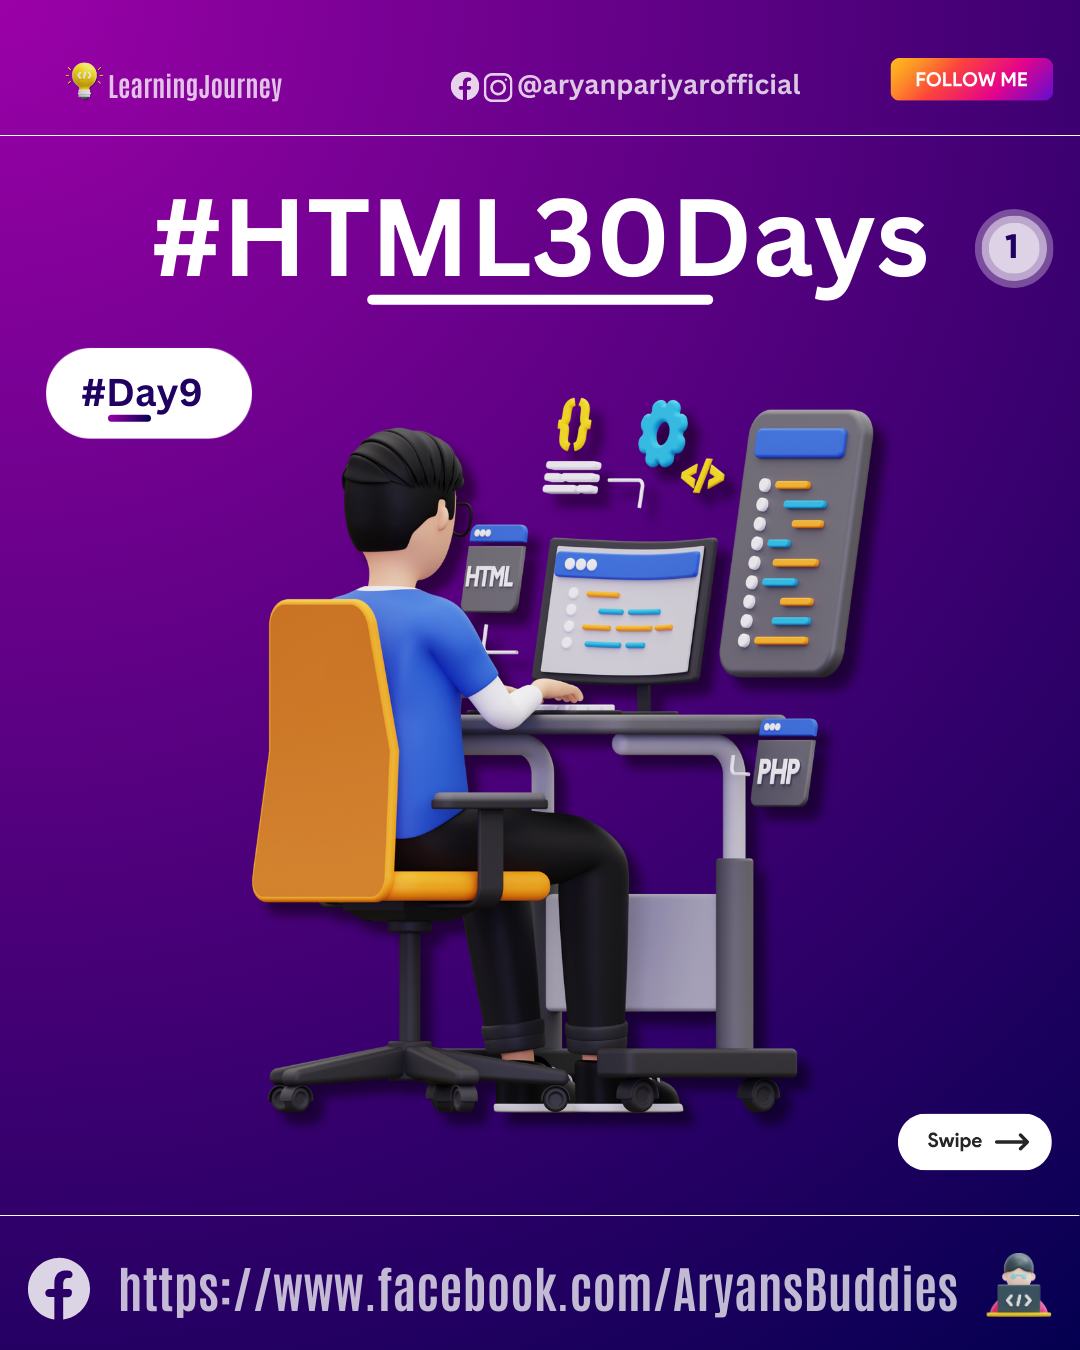 LearningJourney
@aryanpariyarofficial
FOLLOW ME
#HTML30Days
1
#Day9
{}
</>
HTML
PHP
Swipe
https://www.facebook.com/AryansBuddies
</>